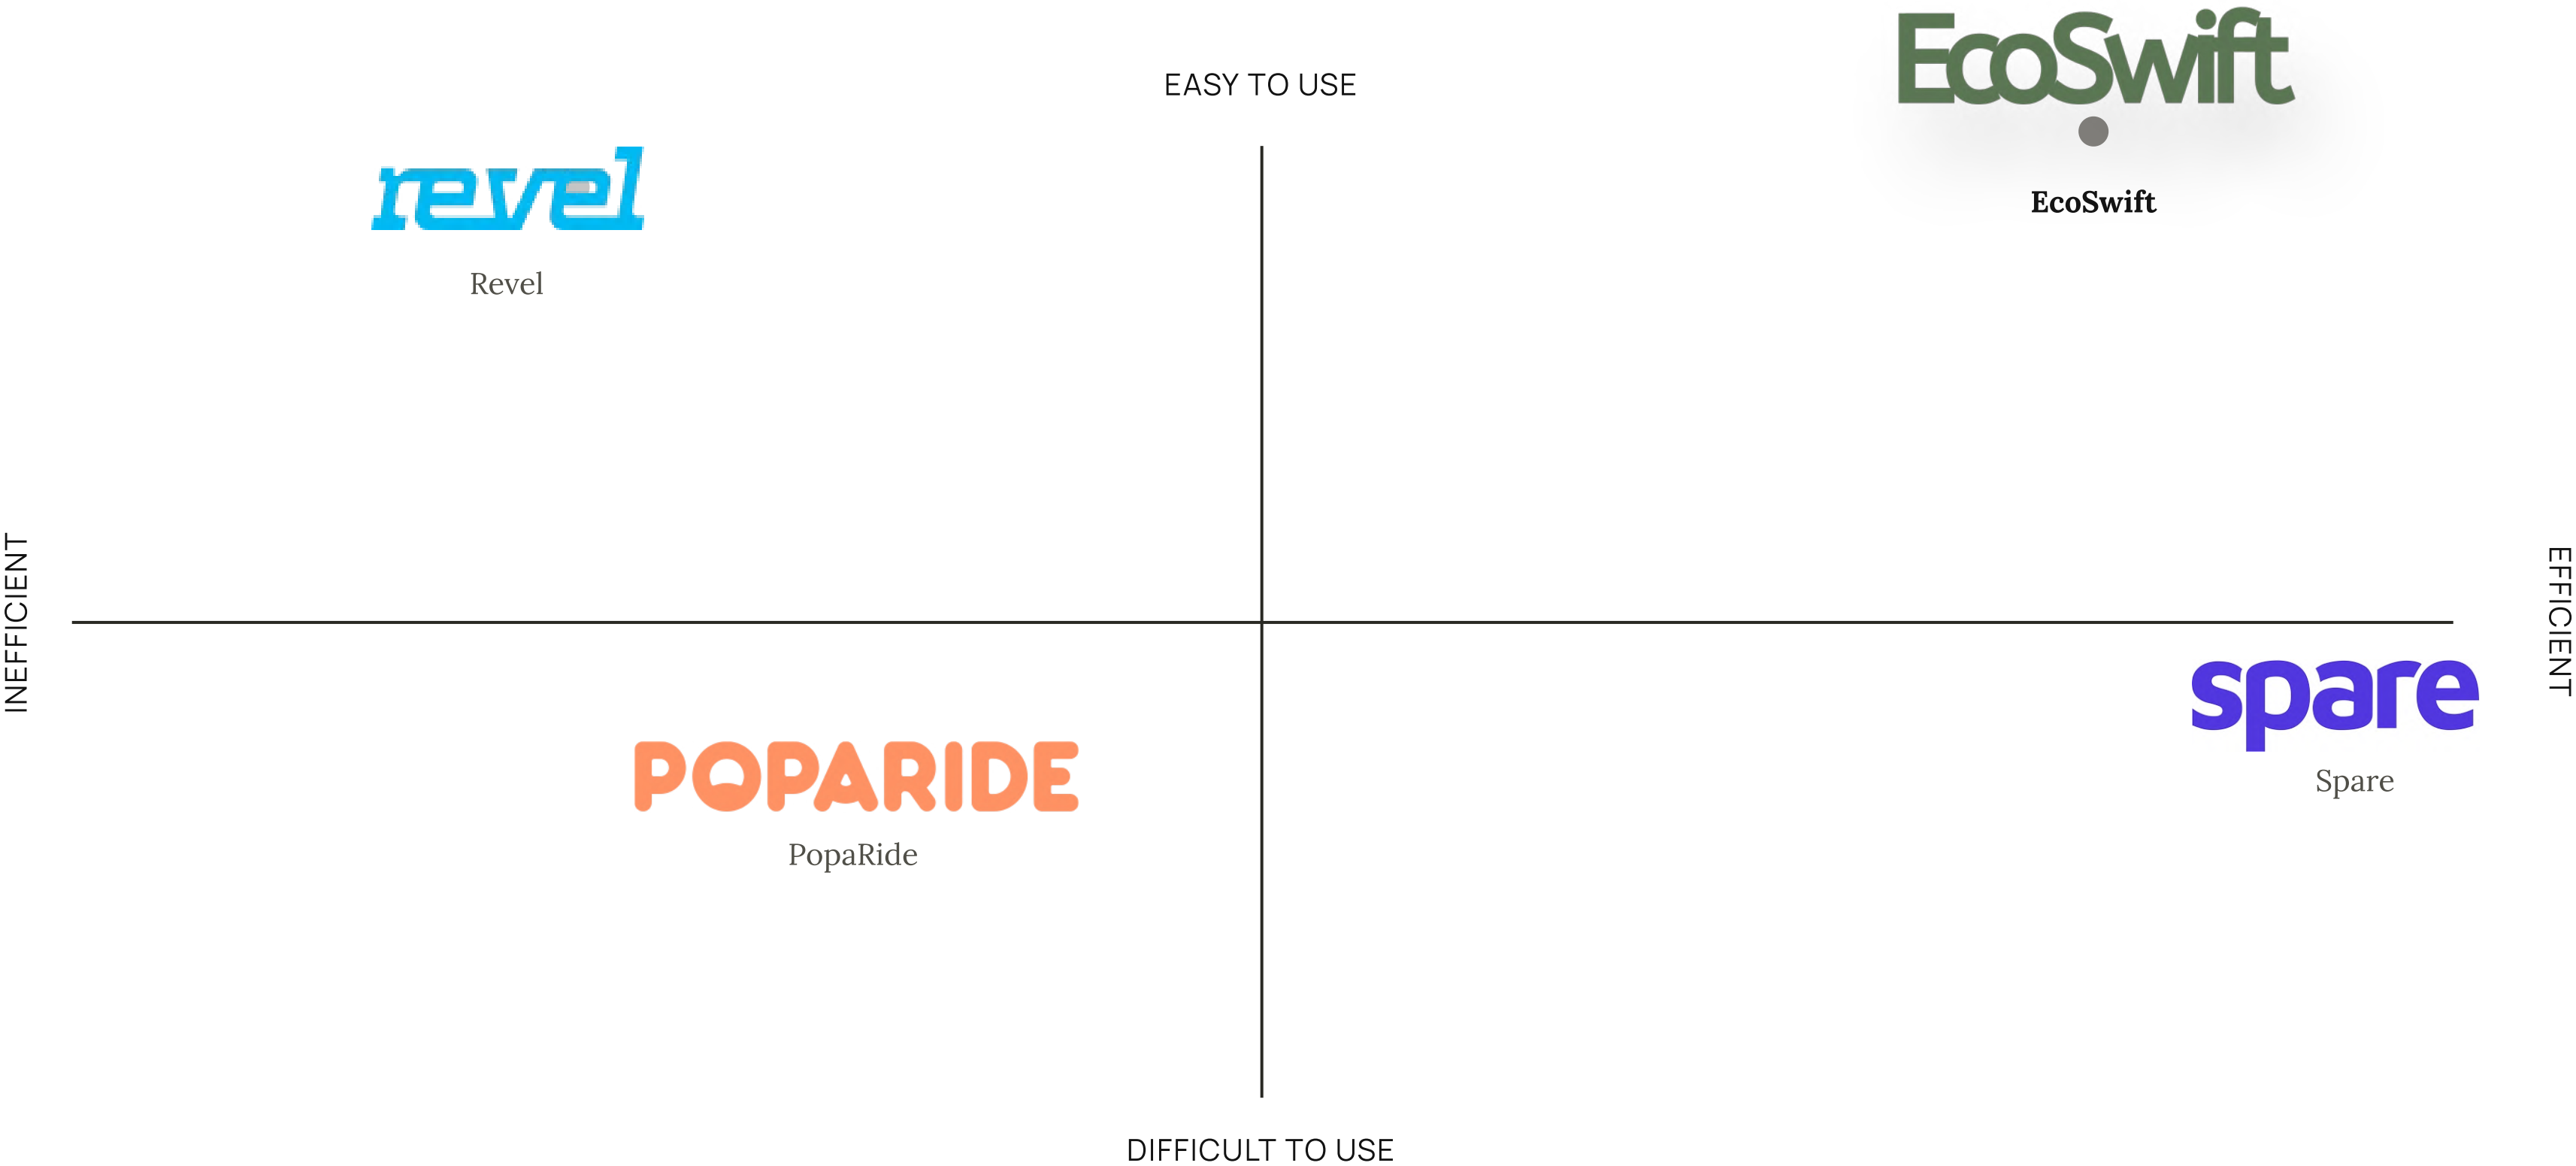 EcoSwift
EASY TO USE
revel
EcoSwift
Revel
INEFFICIENT
EFFICIENT
spare
POPARIDE
Spare
PopaRide
DIFFICULT TO USE